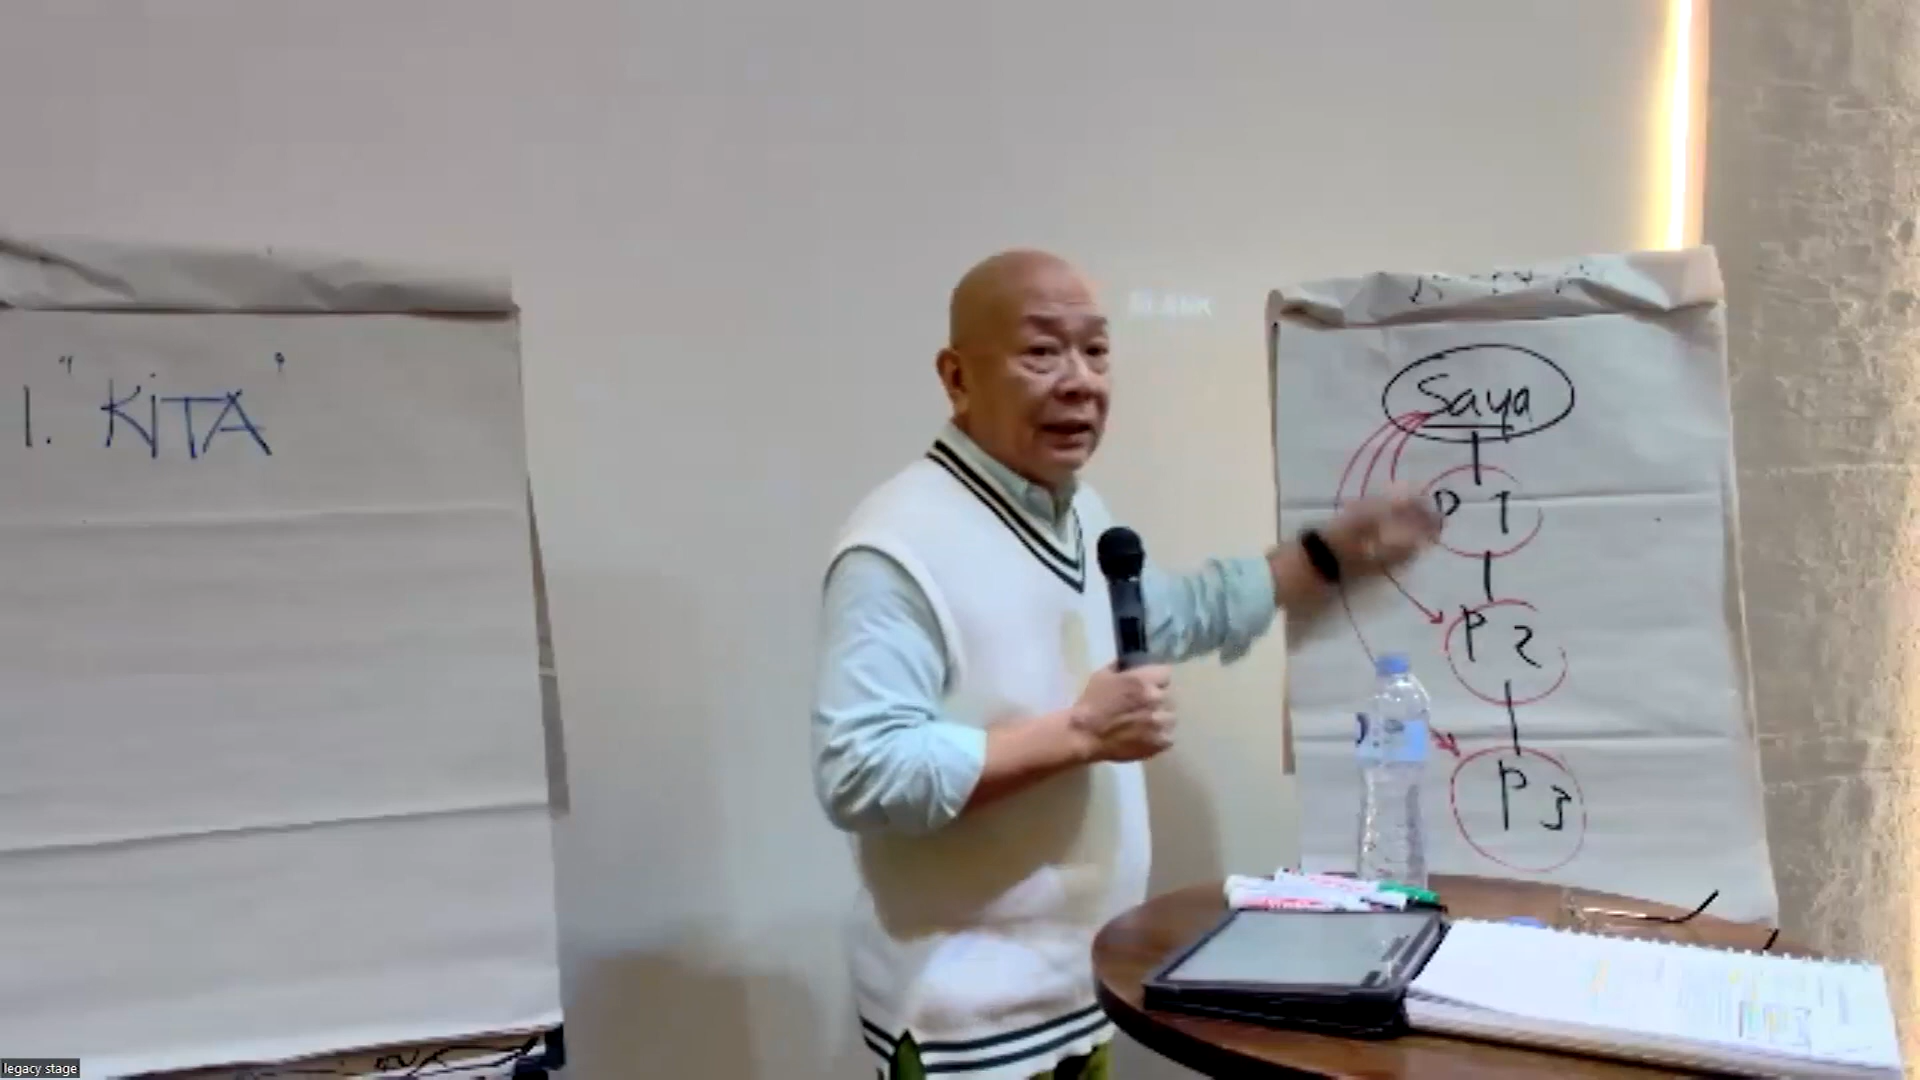 1. "KiTA"
Saya
P 1
P 2
P 3
legacy stage